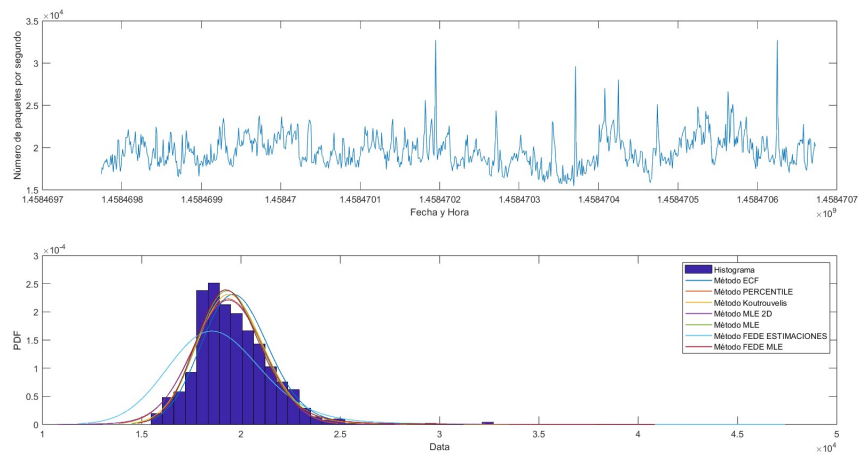 ×10⁴
3.5
3
2.5
2
1.5
Número de paquetes por segundo
1.4584697 1.4584698 1.4584699 1.45847 1.4584701 1.4584702 1.4584703 1.4584704 1.4584705 1.4584706 1.4584707
Fecha y Hora
×10⁹
×10⁻⁴
3
2.5
2
1.5
1
0.5
0
PDF
Histograma
Método ECF
Método PERCENTILE
Método Koutrouvelis
Método MLE 2D
Método MLE
Método FEDE ESTIMACIONES
Método FEDE MLE
1 1.5 2 2.5 3 3.5 4 4.5 5
Data
×10⁴